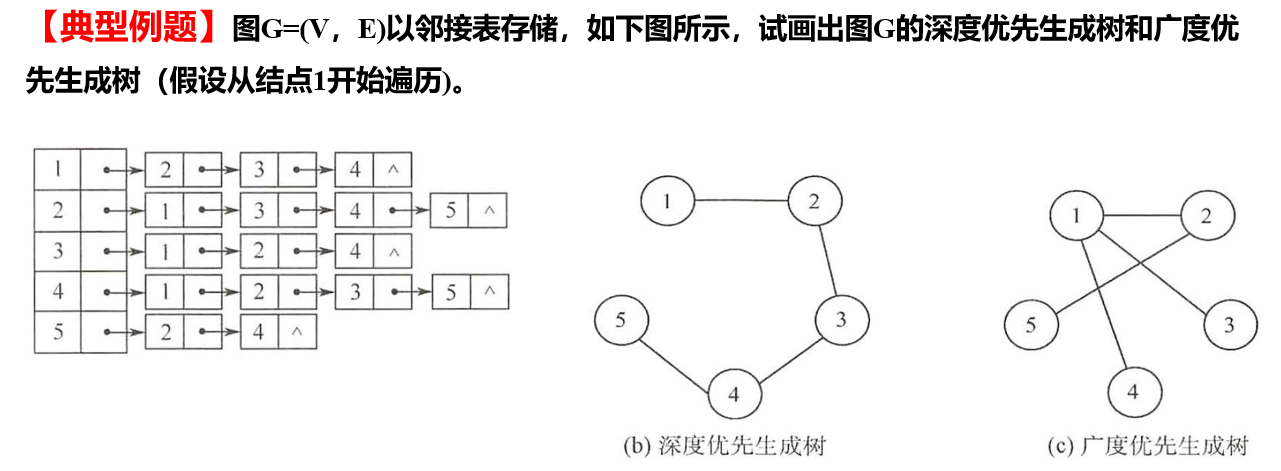 【典型例题】图G=(V，E)以邻接表存储，如下图所示，试画出图G的深度优先生成树和广度优
先生成树（假设从结点1开始遍历)。
1 2 3 4 ^
2 1 3 4 5 ^
3 1 2 4 ^
4 1 2 3 5 ^
5 2 4 ^
1 2
5 3
4
(b) 深度优先生成树
1 2
5 3
4
(c) 广度优先生成树